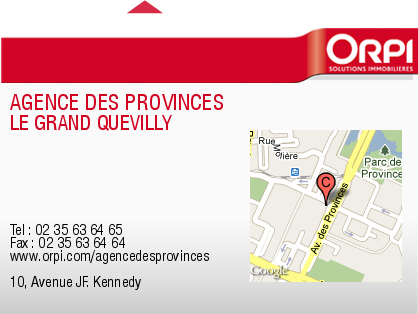 ORPI
SOLUTIONS IMMOBILIÈRES
AGENCE DES PROVINCES
LE GRAND QUEVILLY
Rue Molière
Parc de
Province
C
Av. des Provinces
Google
Tel : 02 35 63 64 65
Fax : 02 35 63 64 64
www.orpi.com/agencedesprovinces
10, Avenue JF. Kennedy